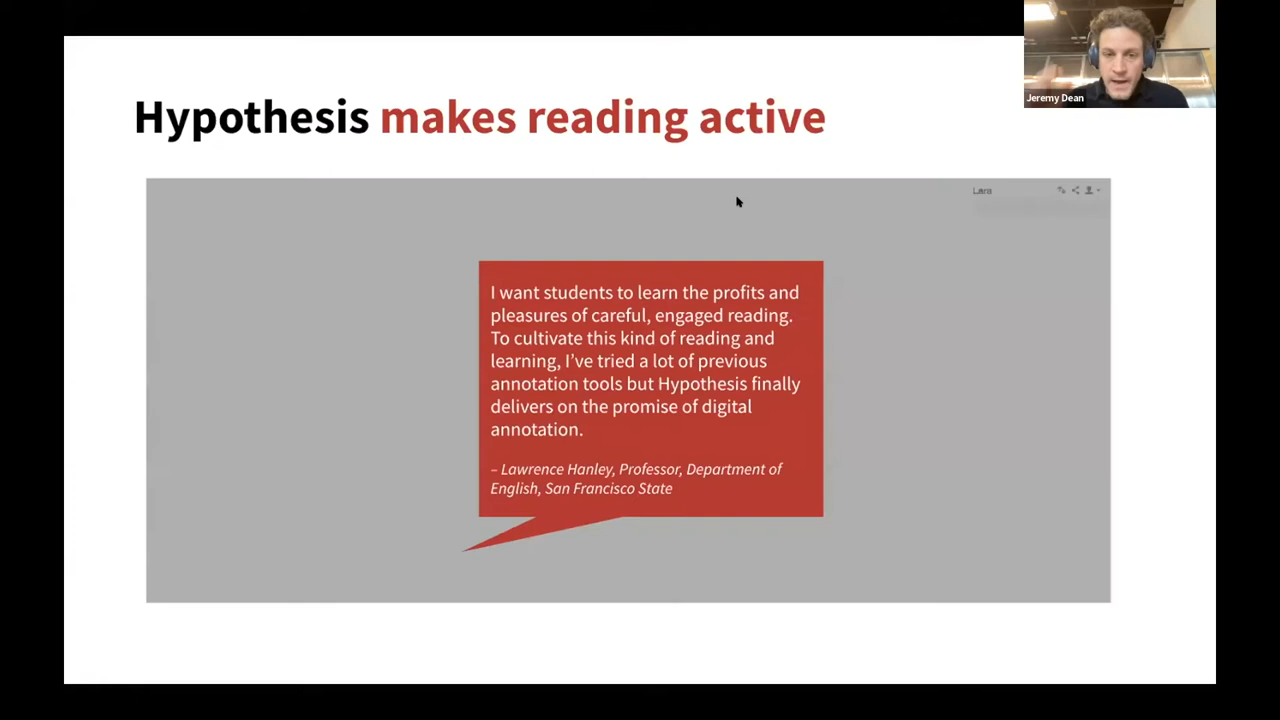 Jeremy Dean
Hypothesis makes reading active
Lara
I want students to learn the profits and
pleasures of careful, engaged reading.
To cultivate this kind of reading and
learning, I’ve tried a lot of previous
annotation tools but Hypothesis finally
delivers on the promise of digital
annotation.
– Lawrence Hanley, Professor, Department of
English, San Francisco State